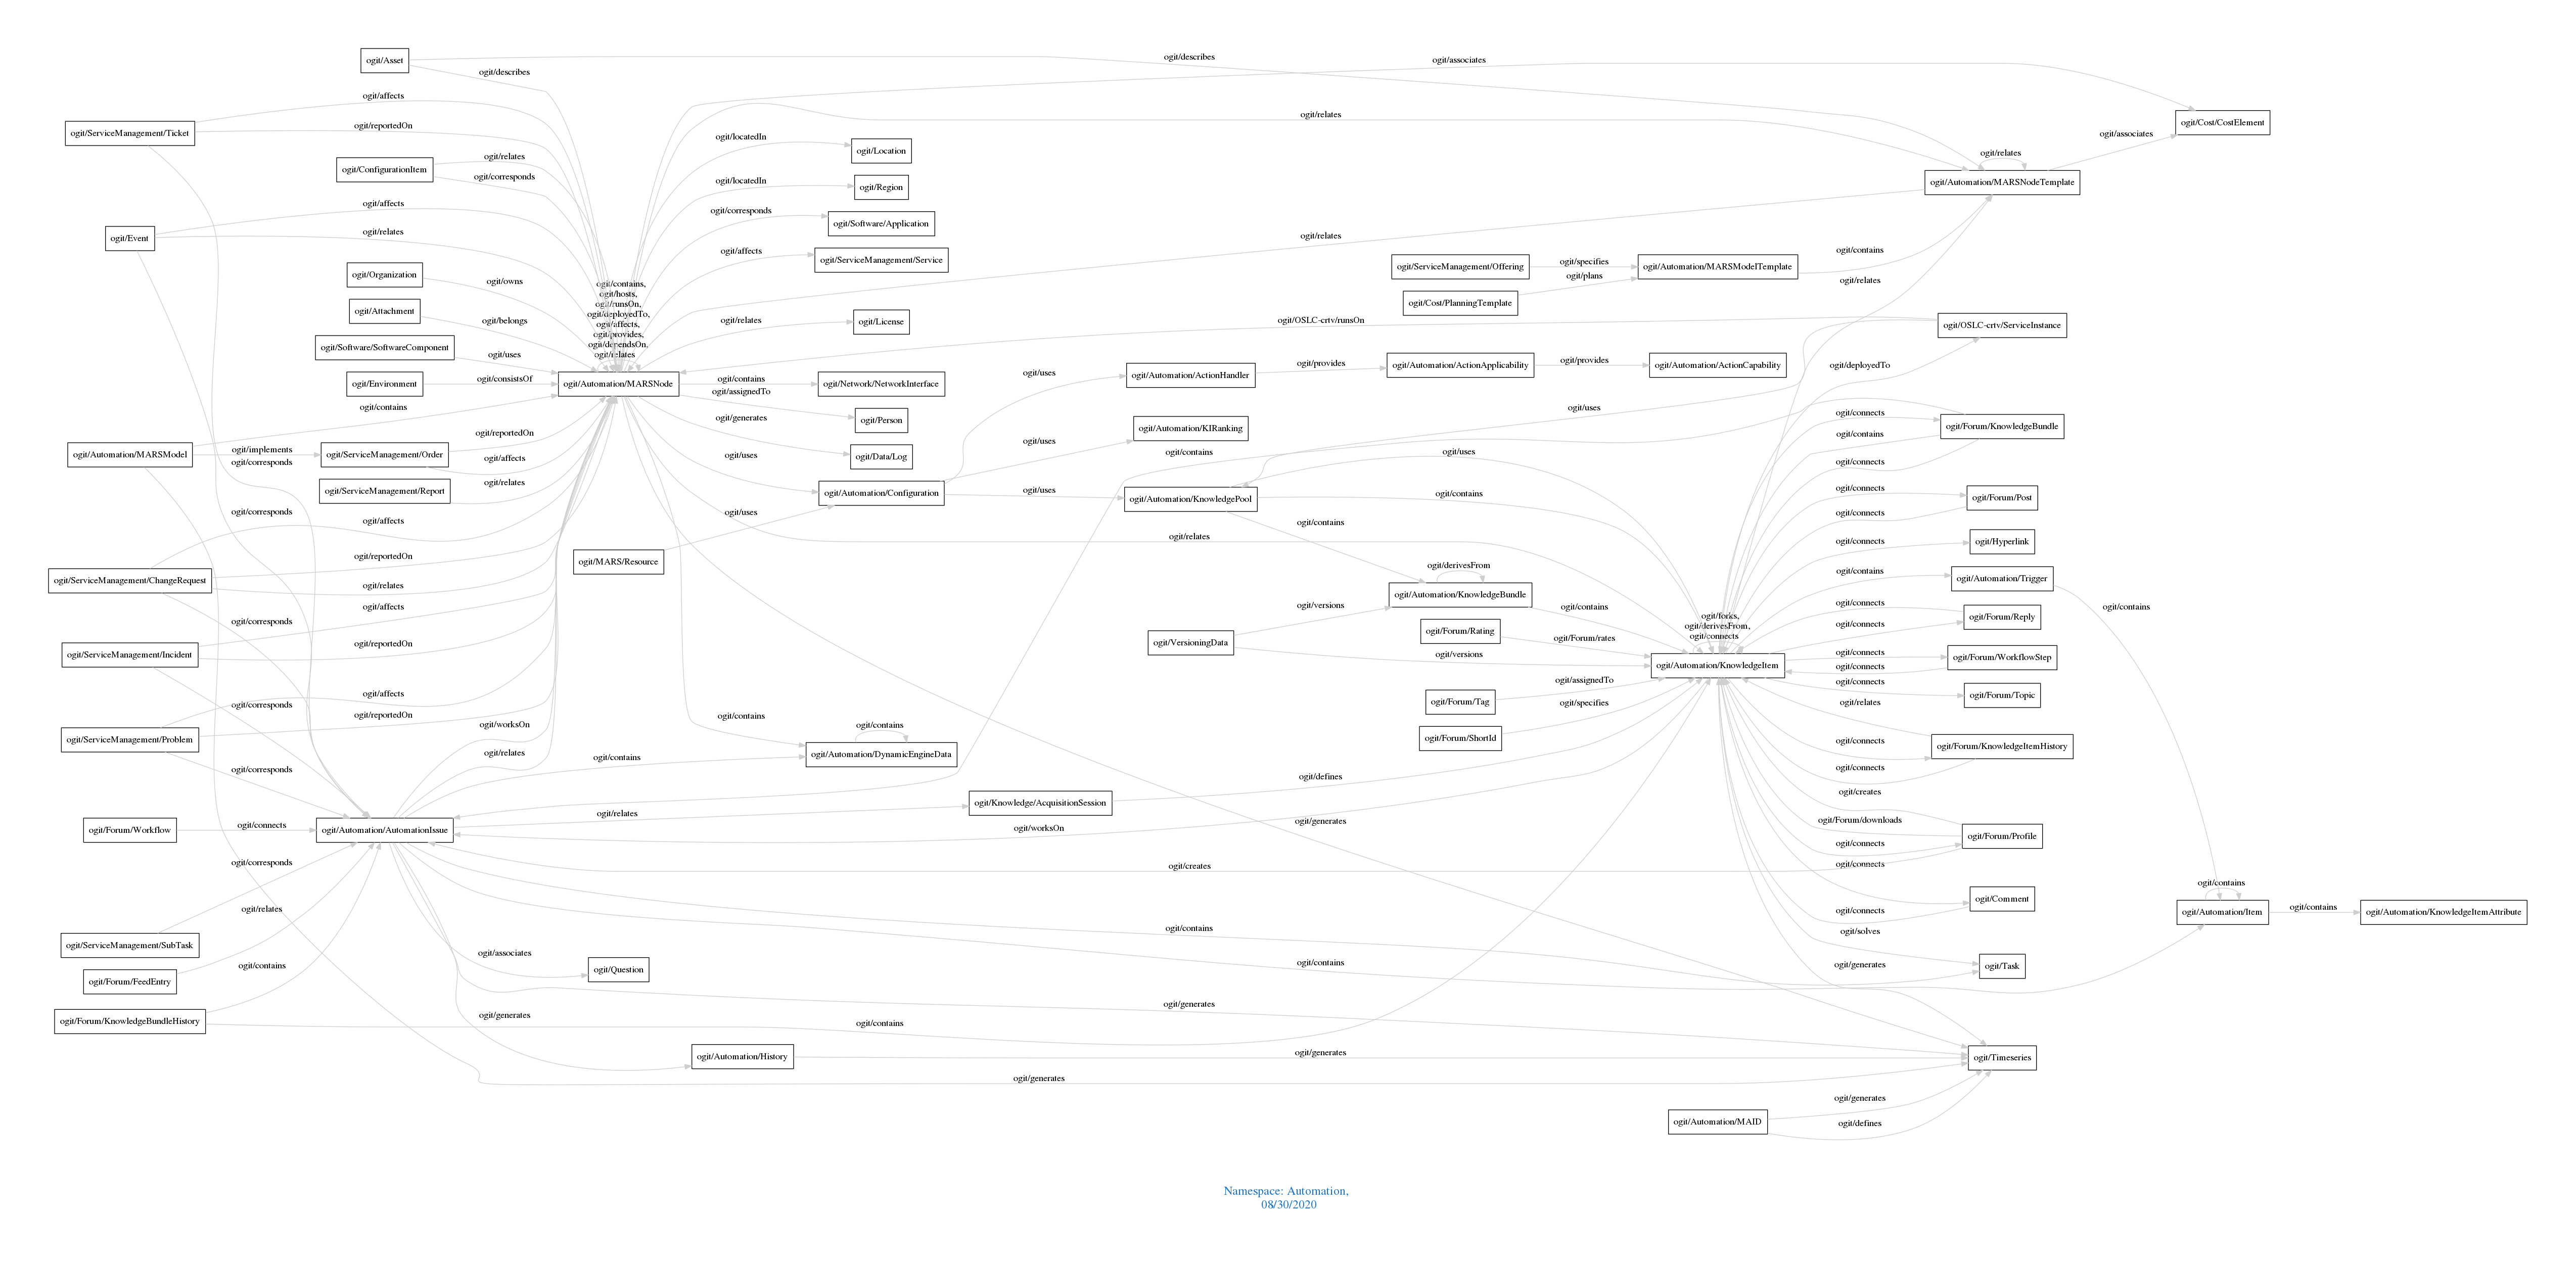 ogit/Asset
ogit/describes
ogit/describes
ogit/associates
ogit/affects
ogit/ServiceManagement/Ticket
ogit/reportedOn
ogit/relates
ogit/Cost/CostElement
ogit/associates
ogit/locatedIn
ogit/Location
ogit/relates
ogit/ConfigurationItem
ogit/relates
ogit/corresponds
ogit/locatedIn
ogit/Region
ogit/Automation/MARSNodeTemplate
ogit/affects
ogit/corresponds
ogit/Software/Application
ogit/Event
ogit/relates
ogit/relates
ogit/affects
ogit/ServiceManagement/Service
ogit/contains
ogit/Organization
ogit/owns
ogit/ServiceManagement/Offering
ogit/specifies
ogit/plans
ogit/Automation/MARSModelTemplate
ogit/relates
ogit/Cost/PlanningTemplate
ogit/contains,
ogit/hosts,
ogit/runsOn,
ogit/deployedTo,
ogit/affects,
ogit/provides,
ogit/dependsOn,
ogit/relates
ogit/Attachment
ogit/belongs
ogit/relates
ogit/License
ogit/OSLC-crtv/runsOn
ogit/OSLC-crtv/ServiceInstance
ogit/Software/SoftwareComponent
ogit/uses
ogit/Environment
ogit/consistsOf
ogit/Automation/MARSNode
ogit/contains
ogit/assignedTo
ogit/Network/NetworkInterface
ogit/uses
ogit/Automation/ActionHandler
ogit/provides
ogit/Automation/ActionApplicability
ogit/provides
ogit/Automation/ActionCapability
ogit/deployedTo
ogit/contains
ogit/generates
ogit/Person
ogit/uses
ogit/connects
ogit/Forum/KnowledgeBundle
ogit/Automation/KIRanking
ogit/contains
ogit/Automation/MARSModel
ogit/implements
ogit/corresponds
ogit/ServiceManagement/Order
ogit/reportedOn
ogit/affects
ogit/uses
ogit/Data/Log
ogit/uses
ogit/contains
ogit/uses
ogit/connects
ogit/ServiceManagement/Report
ogit/relates
ogit/Automation/Configuration
ogit/uses
ogit/Automation/KnowledgePool
ogit/contains
ogit/connects
ogit/Forum/Post
ogit/corresponds
ogit/affects
ogit/uses
ogit/contains
ogit/connects
ogit/relates
ogit/connects
ogit/Hyperlink
ogit/reportedOn
ogit/MARS/Resource
ogit/derivesFrom
ogit/contains
ogit/Automation/Trigger
ogit/ServiceManagement/ChangeRequest
ogit/relates
ogit/Automation/KnowledgeBundle
ogit/affects
ogit/versions
ogit/contains
ogit/connects
ogit/contains
ogit/Forum/Reply
ogit/corresponds
ogit/forks,
ogit/derivesFrom,
ogit/connects
ogit/connects
ogit/Forum/Rating
ogit/Forum/rates
ogit/VersioningData
ogit/versions
ogit/ServiceManagement/Incident
ogit/reportedOn
ogit/Automation/KnowledgeItem
ogit/connects
ogit/Forum/WorkflowStep
ogit/connects
ogit/assignedTo
ogit/connects
ogit/Forum/Topic
ogit/affects
ogit/Forum/Tag
ogit/specifies
ogit/relates
ogit/corresponds
ogit/reportedOn
ogit/contains
ogit/contains
ogit/worksOn
ogit/Forum/ShortId
ogit/ServiceManagement/Problem
ogit/relates
ogit/contains
ogit/Automation/DynamicEngineData
ogit/connects
ogit/Forum/KnowledgeItemHistory
ogit/connects
ogit/corresponds
ogit/defines
ogit/creates
ogit/Knowledge/AcquisitionSession
ogit/relates
ogit/generates
ogit/Forum/downloads
ogit/Forum/Workflow
ogit/connects
ogit/Automation/AutomationIssue
ogit/worksOn
ogit/connects
ogit/Forum/Profile
ogit/corresponds
ogit/creates
ogit/connects
ogit/contains
ogit/Comment
ogit/relates
ogit/connects
ogit/Automation/Item
ogit/contains
ogit/Automation/KnowledgeItemAttribute
ogit/contains
ogit/solves
ogit/ServiceManagement/SubTask
ogit/associates
ogit/contains
ogit/generates
ogit/Task
ogit/contains
ogit/Question
ogit/Forum/FeedEntry
ogit/generates
ogit/generates
ogit/Forum/KnowledgeBundleHistory
ogit/contains
ogit/Automation/History
ogit/generates
ogit/Timeseries
ogit/generates
ogit/generates
ogit/Automation/MAID
ogit/defines
Namespace: Automation,
08/30/2020